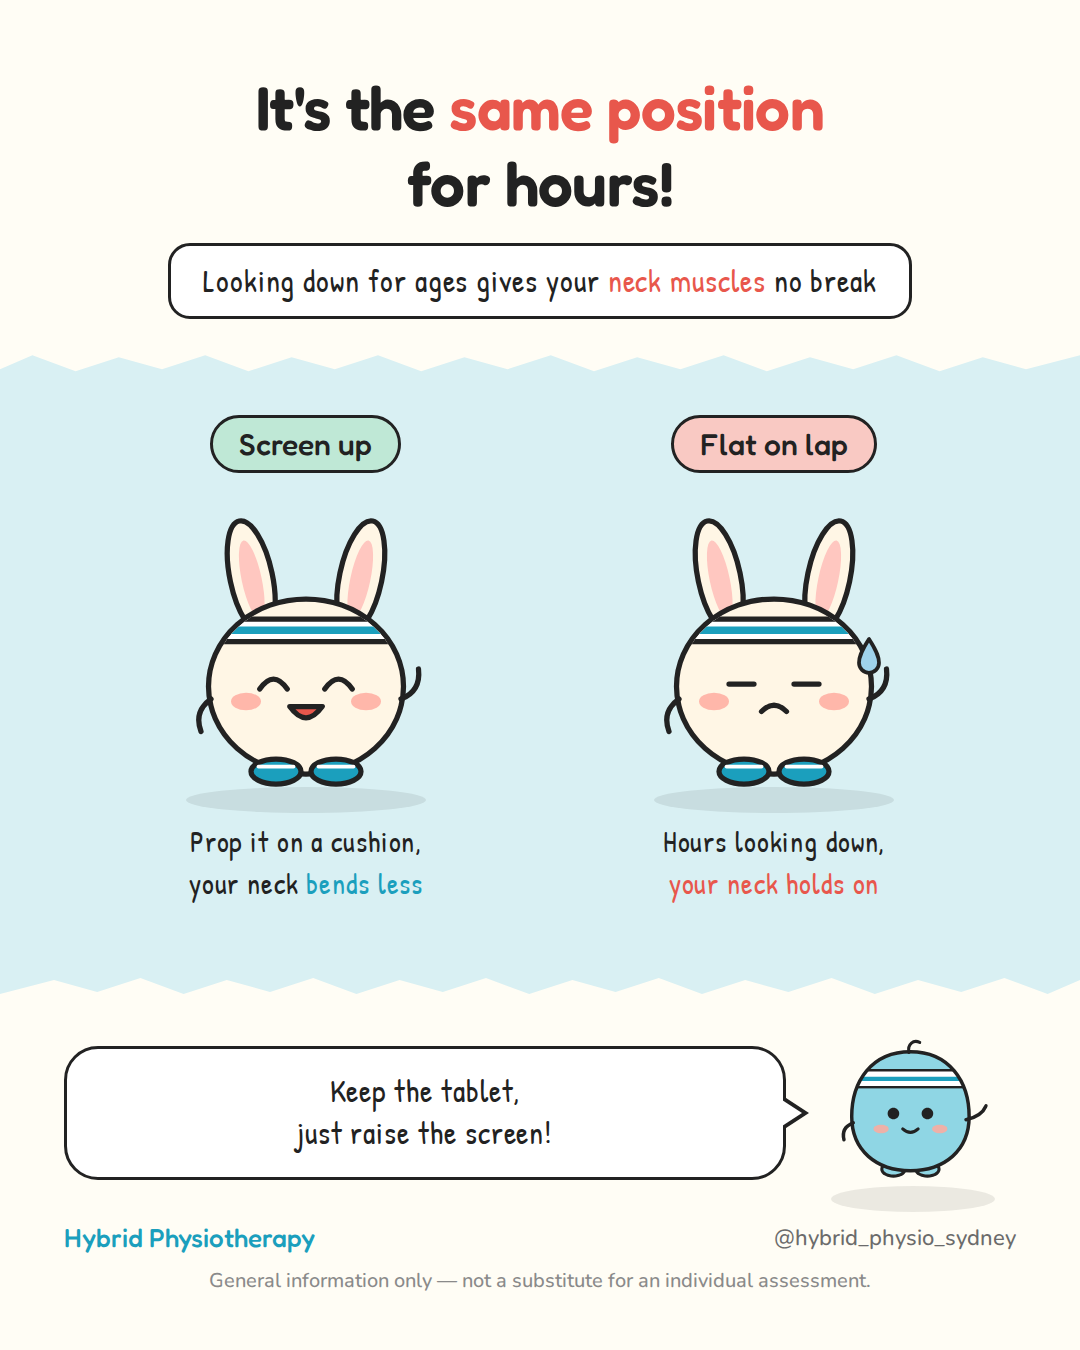 It's the same position
for hours!
Looking down for ages gives your neck muscles no break
Screen up
Flat on lap
Prop it on a cushion,
your neck bends less
Hours looking down,
your neck holds on
Keep the tablet,
just raise the screen!
Hybrid Physiotherapy
@hybrid_physio_sydney
General information only — not a substitute for an individual assessment.